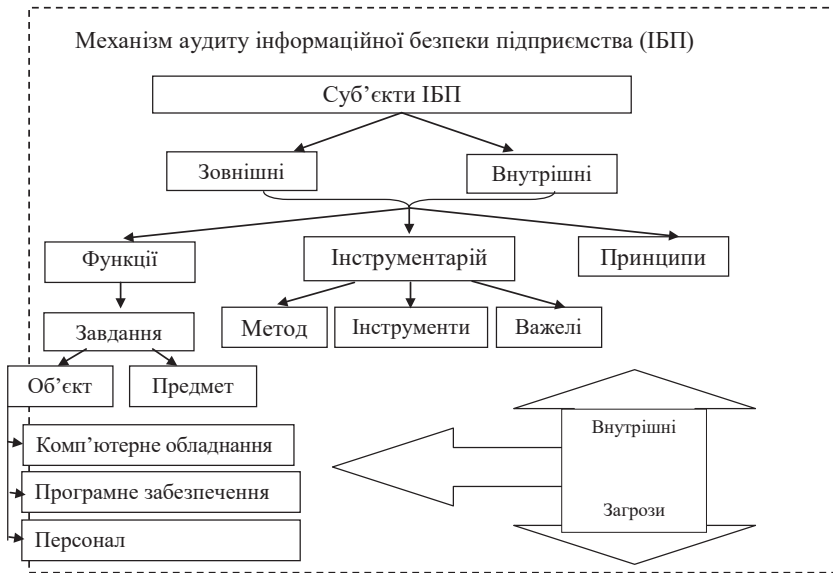 Механізм аудиту інформаційної безпеки підприємства (ІБП)
Суб’єкти ІБП
Зовнішні
Внутрішні
Функції
Інструментарій
Принципи
Завдання
Метод
Інструменти
Важелі
Об’єкт
Предмет
Комп’ютерне обладнання
Програмне забезпечення
Персонал
Внутрішні
Загрози